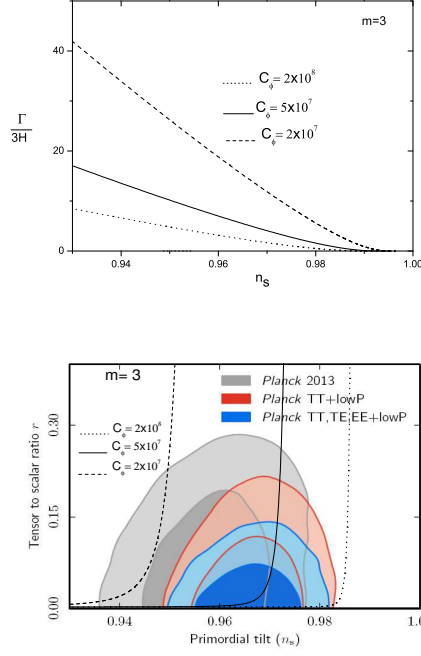 m=3
50
40
20
0
Γ
3H
C_ϕ=2x10^8
C_ϕ=5x10^7
C_ϕ=2x10^7
0.94 0.96 0.98 1.00
n_s
m= 3
Planck 2013
Planck TT+lowP
Planck TT,TE,EE+lowP
C_ϕ=2x10^8
C_ϕ=5x10^7
C_ϕ=2x10^7
Tensor to scalar ratio r
0.30
0.15
0.00
0.94 0.96 0.98 1.00
Primordial tilt (n_s)